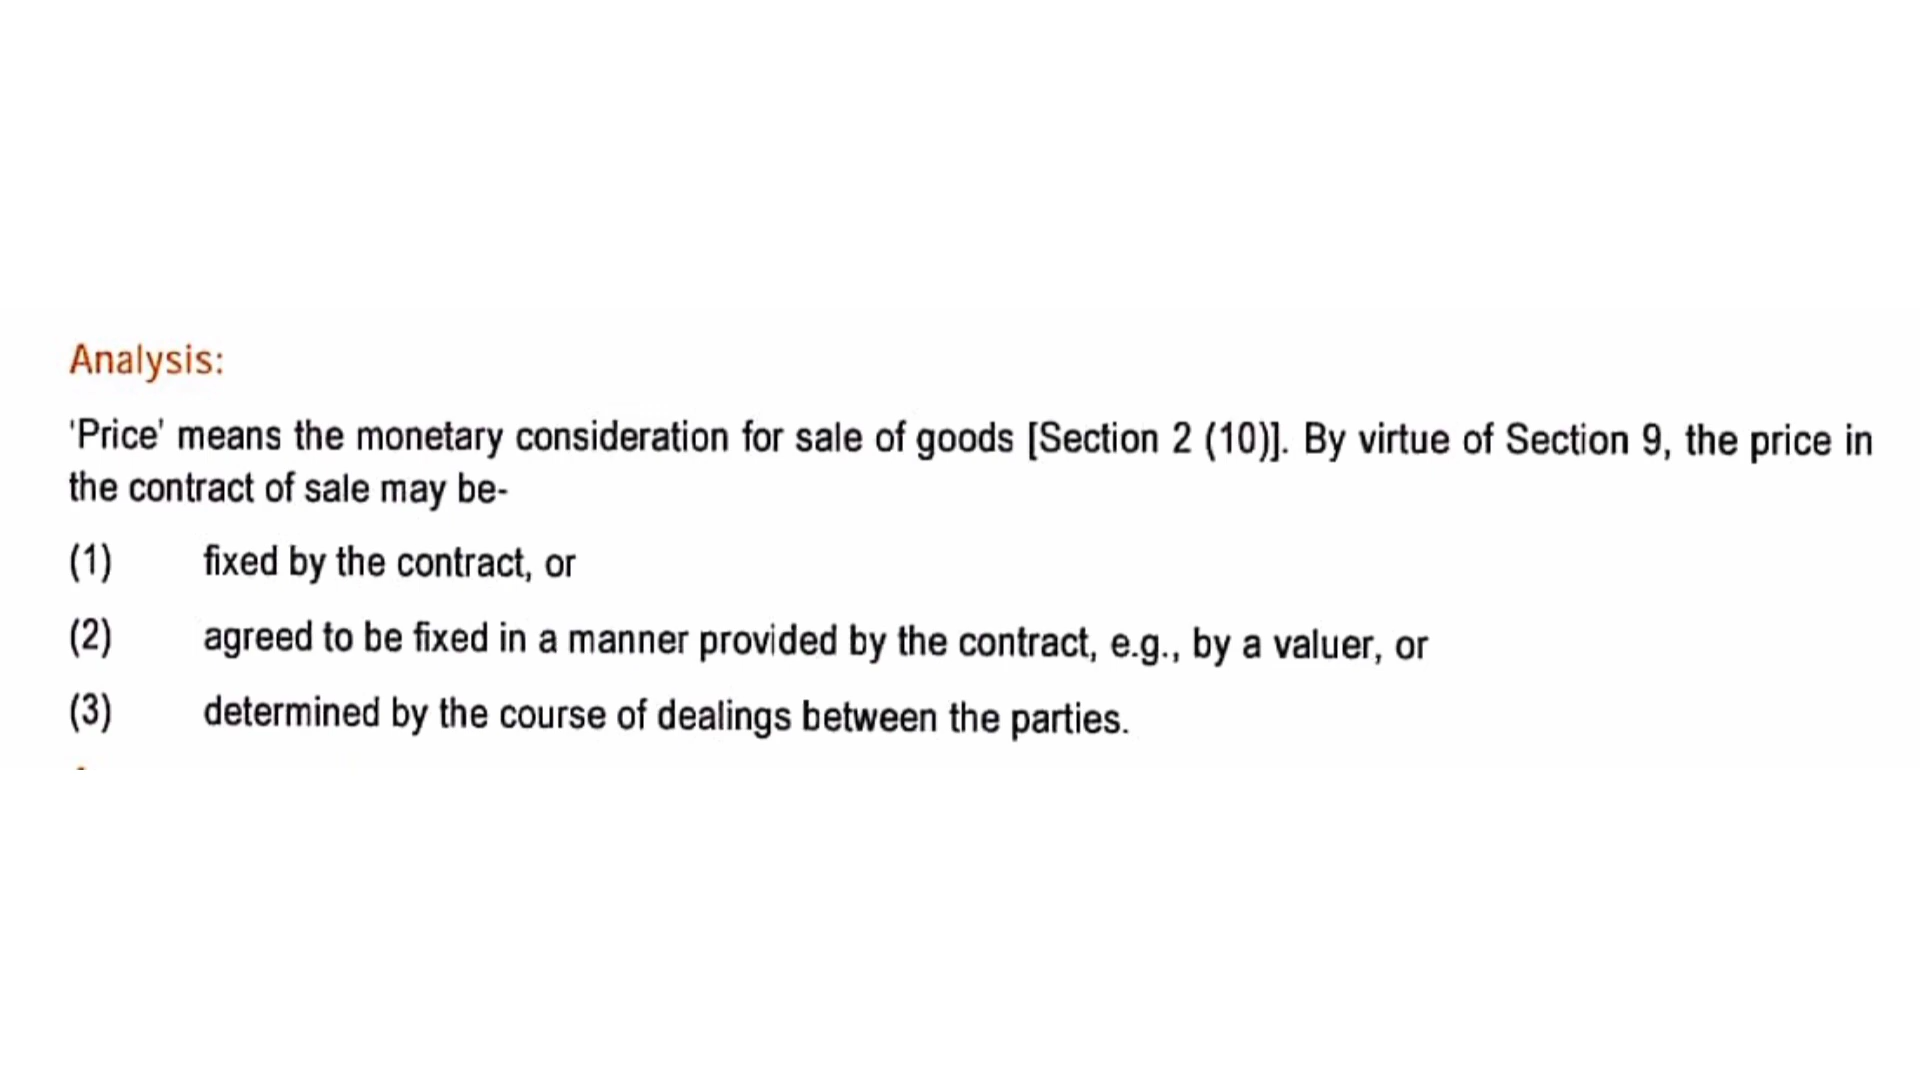 Analysis:
'Price' means the monetary consideration for sale of goods [Section 2 (10)]. By virtue of Section 9, the price in
the contract of sale may be-
(1) fixed by the contract, or
(2) agreed to be fixed in a manner provided by the contract, e.g., by a valuer, or
(3) determined by the course of dealings between the parties.